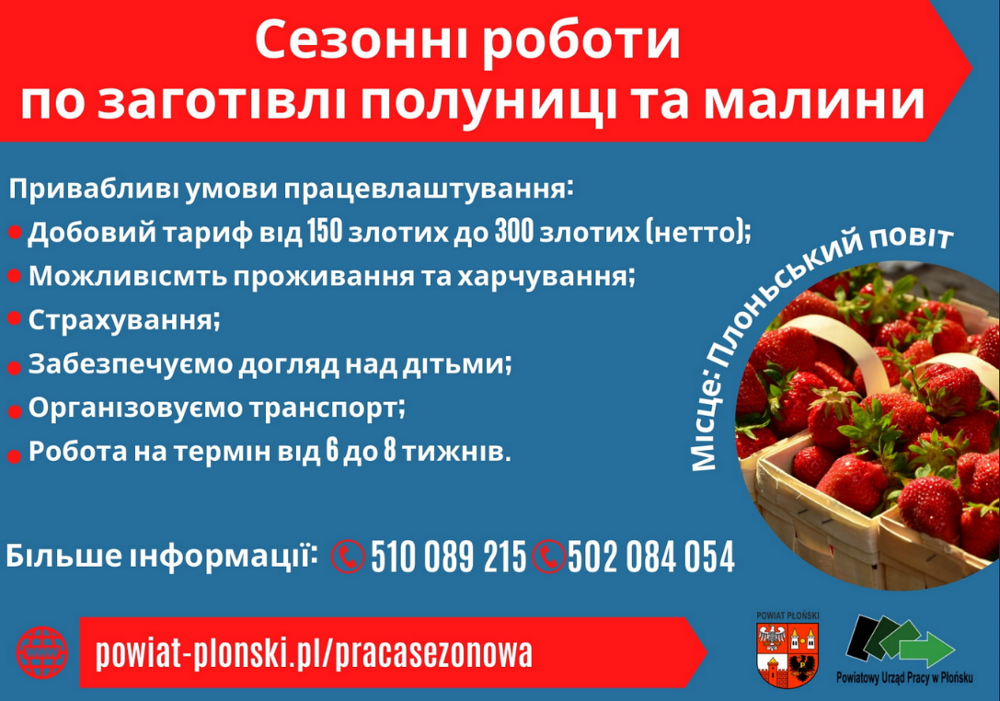 Сезонні роботи
по заготівлі полуниці та малини
Привабливі умови працевлаштування:
Добовий тариф від 150 злотих до 300 злотих (нетто);
Можливісмть проживання та харчування;
Страхування;
Забезпечуємо догляд над дітьми;
Організовуємо транспорт;
Робота на термін від 6 до 8 тижнів.
Місце: Плоньський повіт
Більше інформації: 510 089 215 502 084 054
powiat-plonski.pl/pracasezonowa
POWIAT PŁOŃSKI
Powiatowy Urząd Pracy w Płońsku